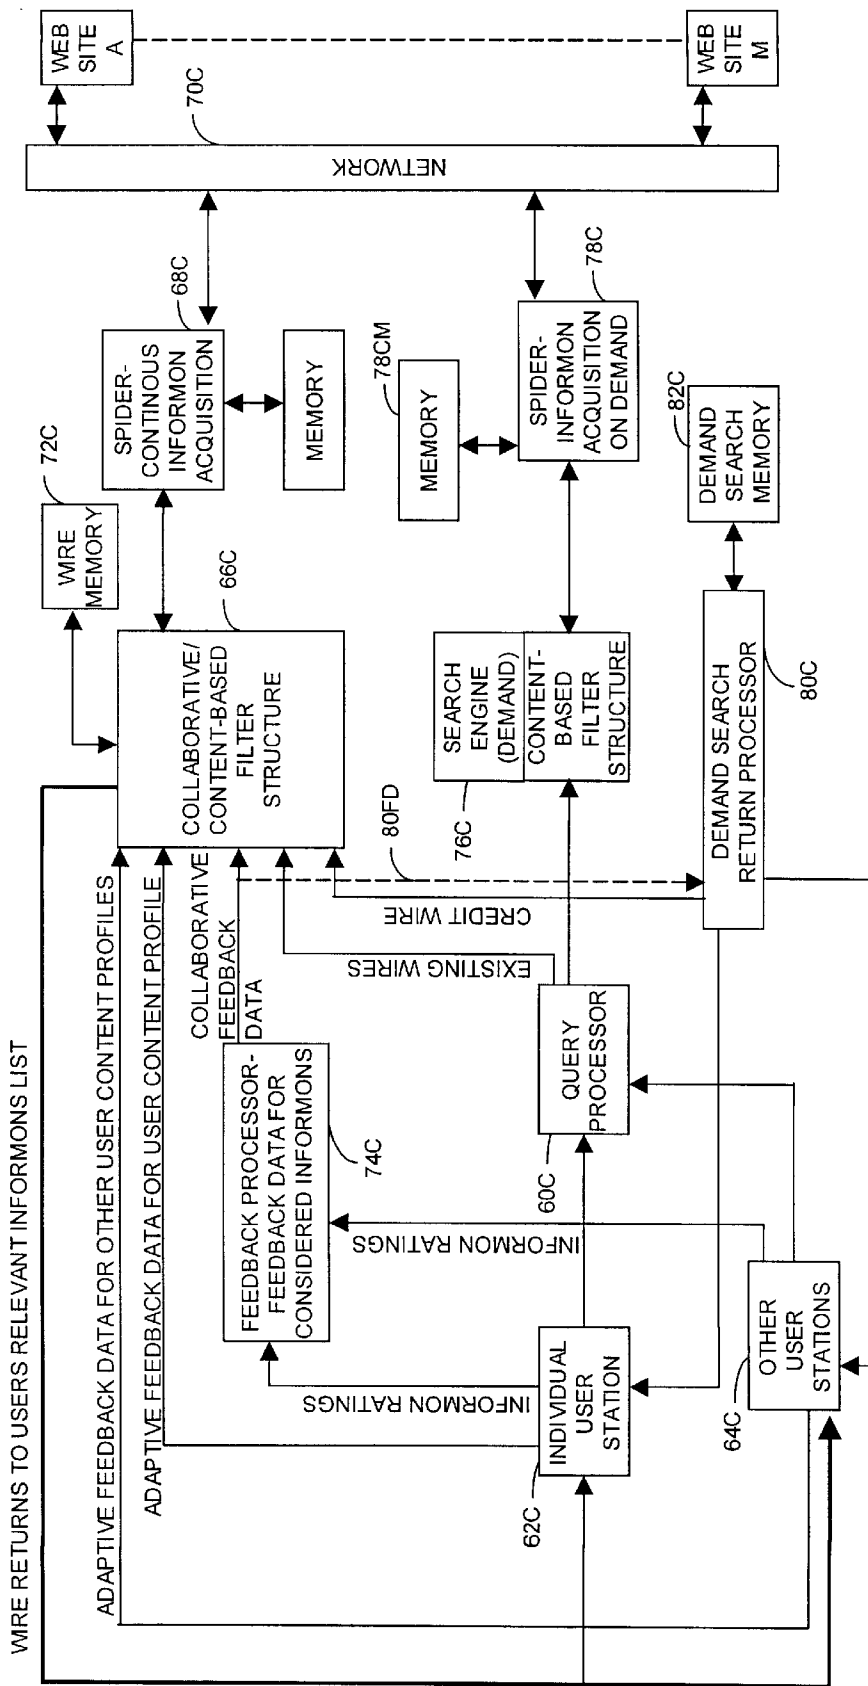 WIRE RETURNS TO USERS RELEVANT INFORMONS LIST
ADAPTIVE FEEDBACK DATA FOR OTHER USER CONTENT PROFILES
ADAPTIVE FEEDBACK DATA FOR USER CONTENT PROFILE
COLLABORATIVE
FEEDBACK
DATA
WIRE
MEMORY
72C
COLLABORATIVE/
CONTENT-BASED
FILTER
STRUCTURE
66C
SPIDER-
CONTINOUS
INFORMON
ACQUISITION
68C
MEMORY
NETWORK
70C
WEB
SITE
A
WEB
SITE
M
FEEDBACK PROCESSOR-
FEEDBACK DATA FOR
CONSIDERED INFORMONS
74C
INFORMON RATINGS
INFORMON RATINGS
EXISTING WIRES
CREDIT WIRE
80FD
SEARCH
ENGINE
(DEMAND)
CONTENT-
BASED
FILTER
STRUCTURE
76C
MEMORY
78CM
SPIDER-
INFORMON
ACQUISITION
ON DEMAND
78C
INDIVIDUAL
USER
STATION
62C
QUERY
PROCESSOR
60C
OTHER
USER
STATIONS
64C
DEMAND SEARCH
RETURN PROCESSOR
80C
DEMAND
SEARCH
MEMORY
82C